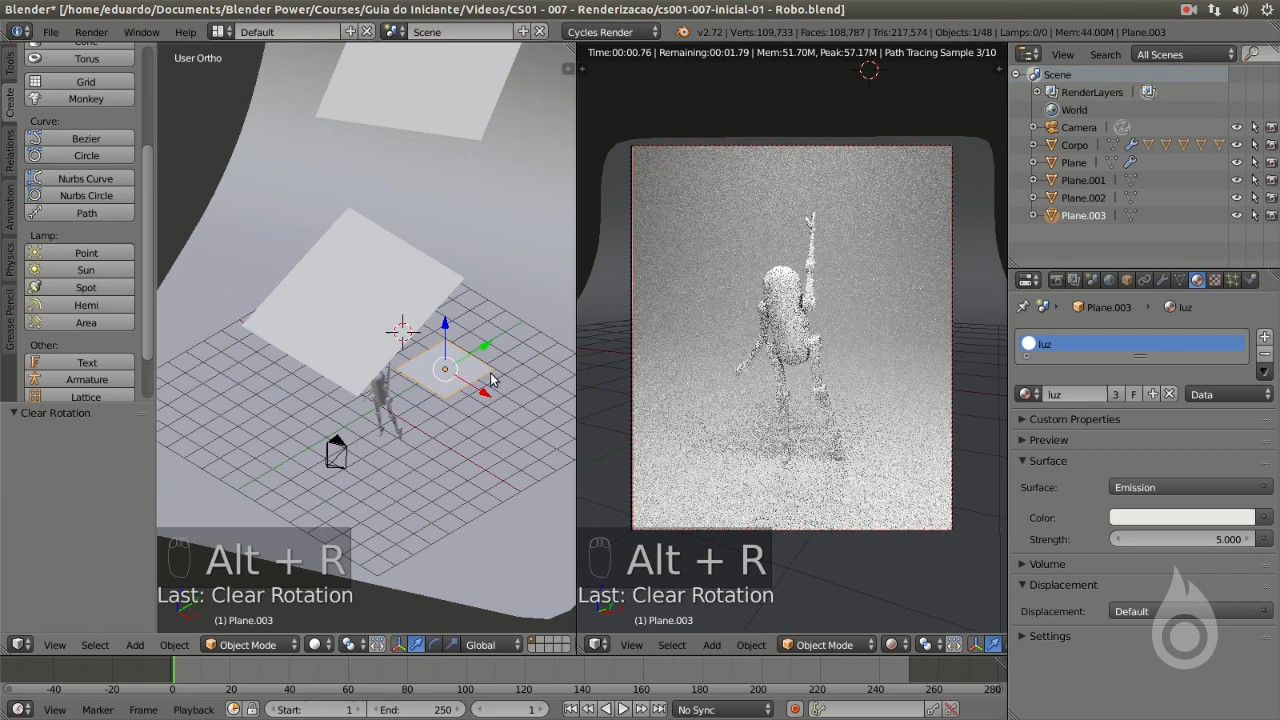 Blender* [/home/eduardo/Documents/Blender Power/Courses/Guia do Iniciante/Videos/CS01 - 007 - Renderizacao/cs001-007-inicial-01 - Robo.blend]
File Render Window Help Default Scene Cycles Render v2.72 | Verts:109,733 | Faces:108,787 | Tris:217,574 | Objects:1/48 | Lamps:0/0 | Mem:44.00M | Plane.003
Tools
Create
Relations
Animation
Physics
Grease Pencil
Torus
Grid
Monkey
Curve:
Bezier
Circle
Nurbs Curve
Nurbs Circle
Path
Lamp:
Point
Sun
Spot
Hemi
Area
Other:
Text
Armature
Lattice
Clear Rotation
User Ortho
Alt + R
Last: Clear Rotation
(1) Plane.003
View Select Add Object Object Mode Global
Time:00:00.76 | Remaining:00:01.79 | Mem:51.70M, Peak:57.17M | Path Tracing Sample 3/10
Alt + R
Last: Clear Rotation
(1) Plane.003
View Select Add Object Object Mode
View Search All Scenes
Scene
RenderLayers
World
Camera
Corpo
Plane
Plane.001
Plane.002
Plane.003
Plane.003 luz
luz
luz 3 F Data
Custom Properties
Preview
Surface
Surface: Emission
Color:
Strength: 5.000
Volume
Displacement
Displacement: Default
Settings
-40 -20 0 20 40 60 80 100 120 140 160 180 200 220 240 260 280
View Marker Frame Playback Start: 1 End: 250 1 No Sync